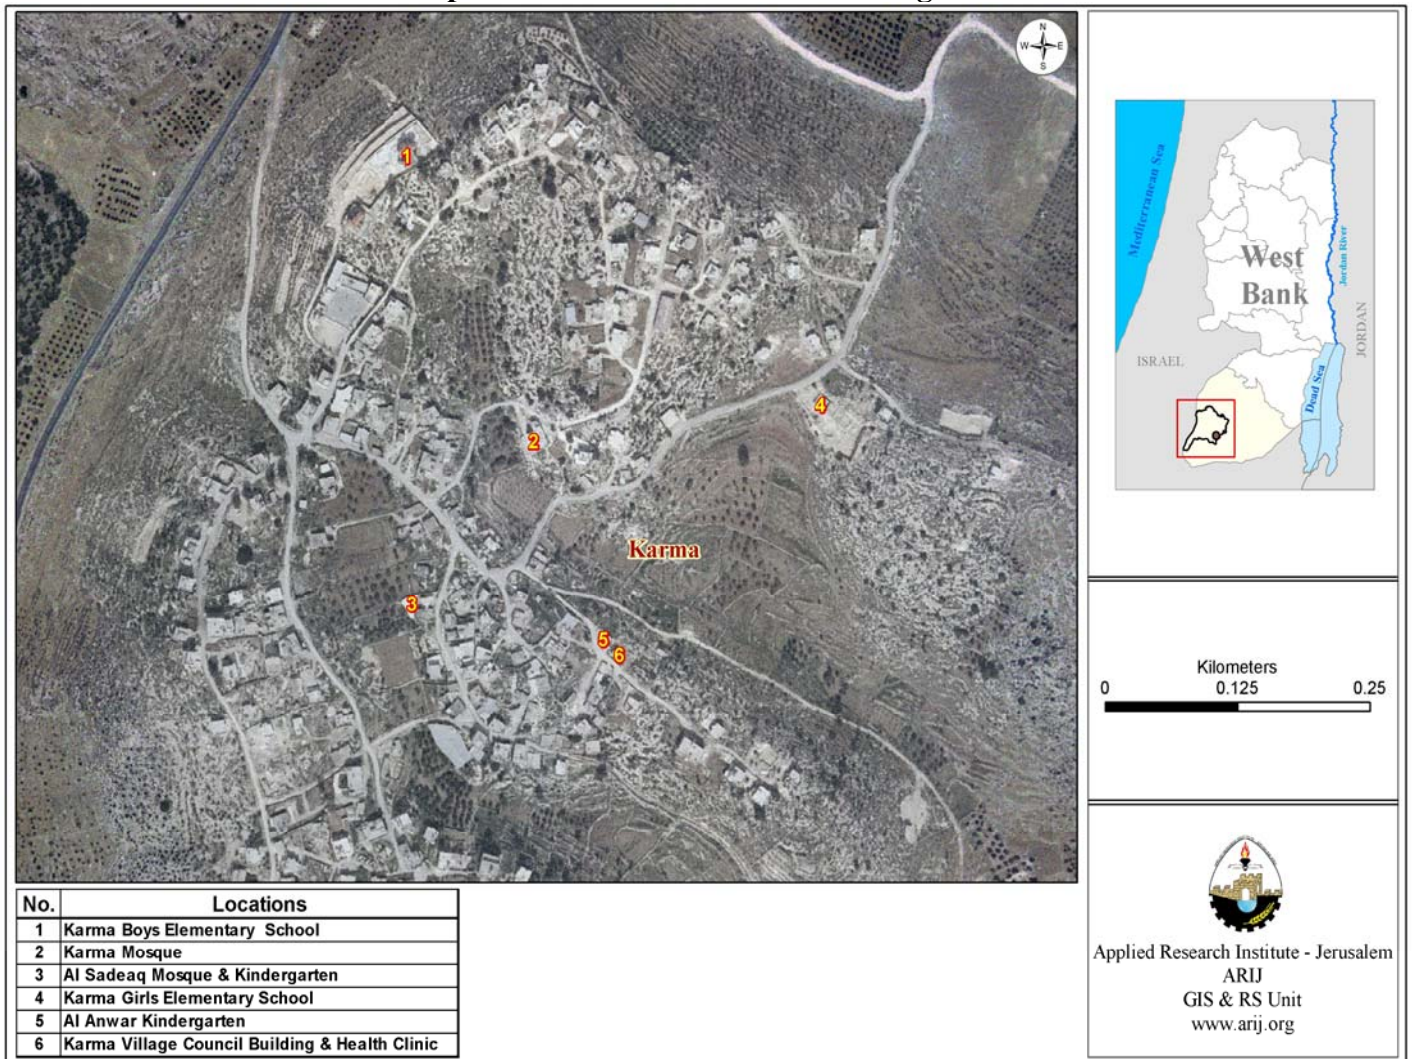 N
W E
S
1
2
3
4
5
6
Karma
Mediterranean Sea
West
Bank
Jordan River
JORDAN
ISRAEL
Dead Sea
Kilometers
0 0.125 0.25
No. Locations
1 Karma Boys Elementary School
2 Karma Mosque
3 Al Sadeaq Mosque & Kindergarten
4 Karma Girls Elementary School
5 Al Anwar Kindergarten
6 Karma Village Council Building & Health Clinic
Applied Research Institute - Jerusalem
ARIJ
GIS & RS Unit
www.arij.org